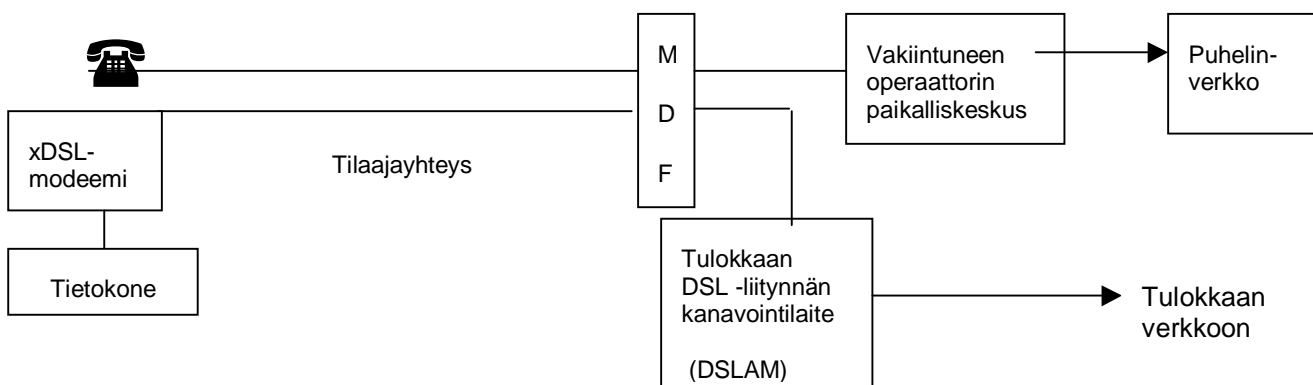 M
D
F
Vakiintuneen
operaattorin
paikalliskeskus
Puhelin-
verkko
xDSL-
modeemi
Tilaajayhteys
Tietokone
Tulokkaan
DSL -liitynnän
kanavointilaite
(DSLAM)
Tulokkaan
verkkoon